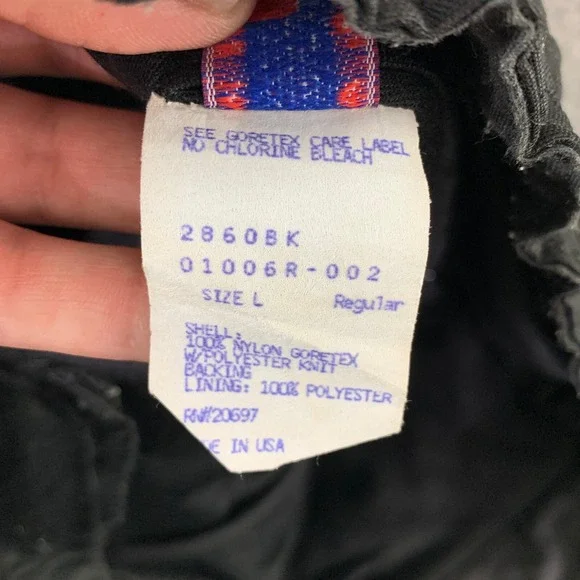 SEE GORETEX CARE LABEL
NO CHLORINE BLEACH
2860BK
01006R-002
SIZE L Regular
SHELL:
100% NYLON GORETEX
W/POLYESTER KNIT
BACKING
LINING: 100% POLYESTER
RN#20697
DE IN USA